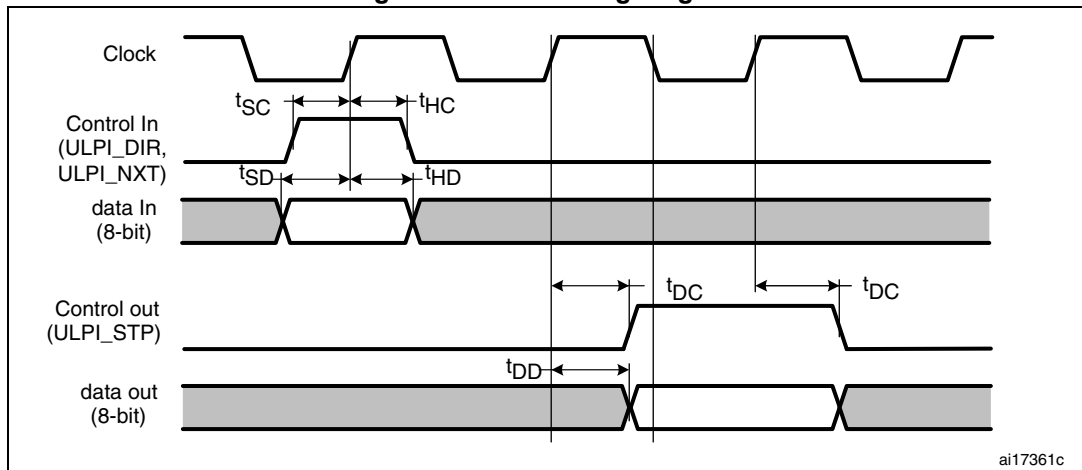 Clock
tSC
tHC
Control In
(ULPI_DIR,
ULPI_NXT)
tSD
tHD
data In
(8-bit)
Control out
(ULPI_STP)
tDC
tDC
tDD
data out
(8-bit)
ai17361c